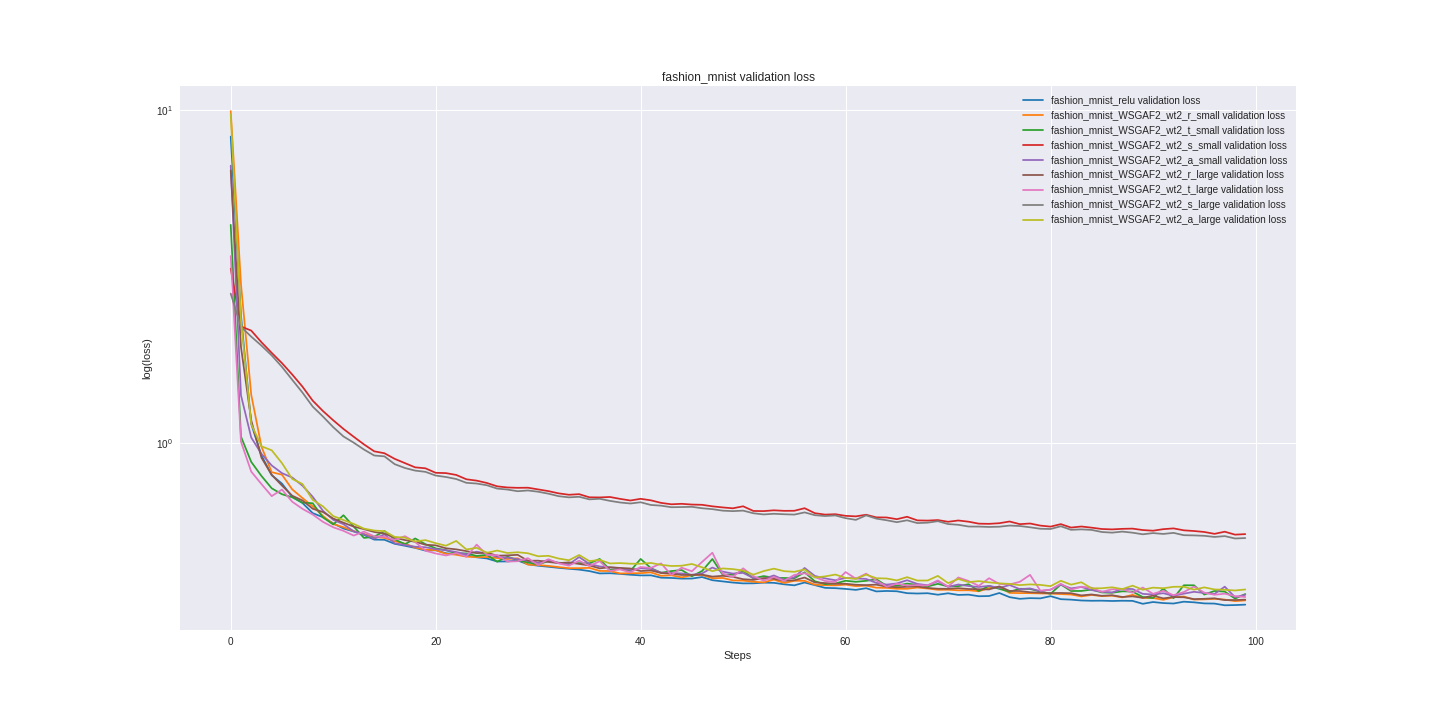 fashion_mnist validation loss
10¹
fashion_mnist_relu validation loss
fashion_mnist_WSGAF2_wt2_r_small validation loss
fashion_mnist_WSGAF2_wt2_t_small validation loss
fashion_mnist_WSGAF2_wt2_s_small validation loss
fashion_mnist_WSGAF2_wt2_a_small validation loss
fashion_mnist_WSGAF2_wt2_r_large validation loss
fashion_mnist_WSGAF2_wt2_t_large validation loss
fashion_mnist_WSGAF2_wt2_s_large validation loss
fashion_mnist_WSGAF2_wt2_a_large validation loss
log(loss)
10⁰
0 20 40 60 80 100
Steps